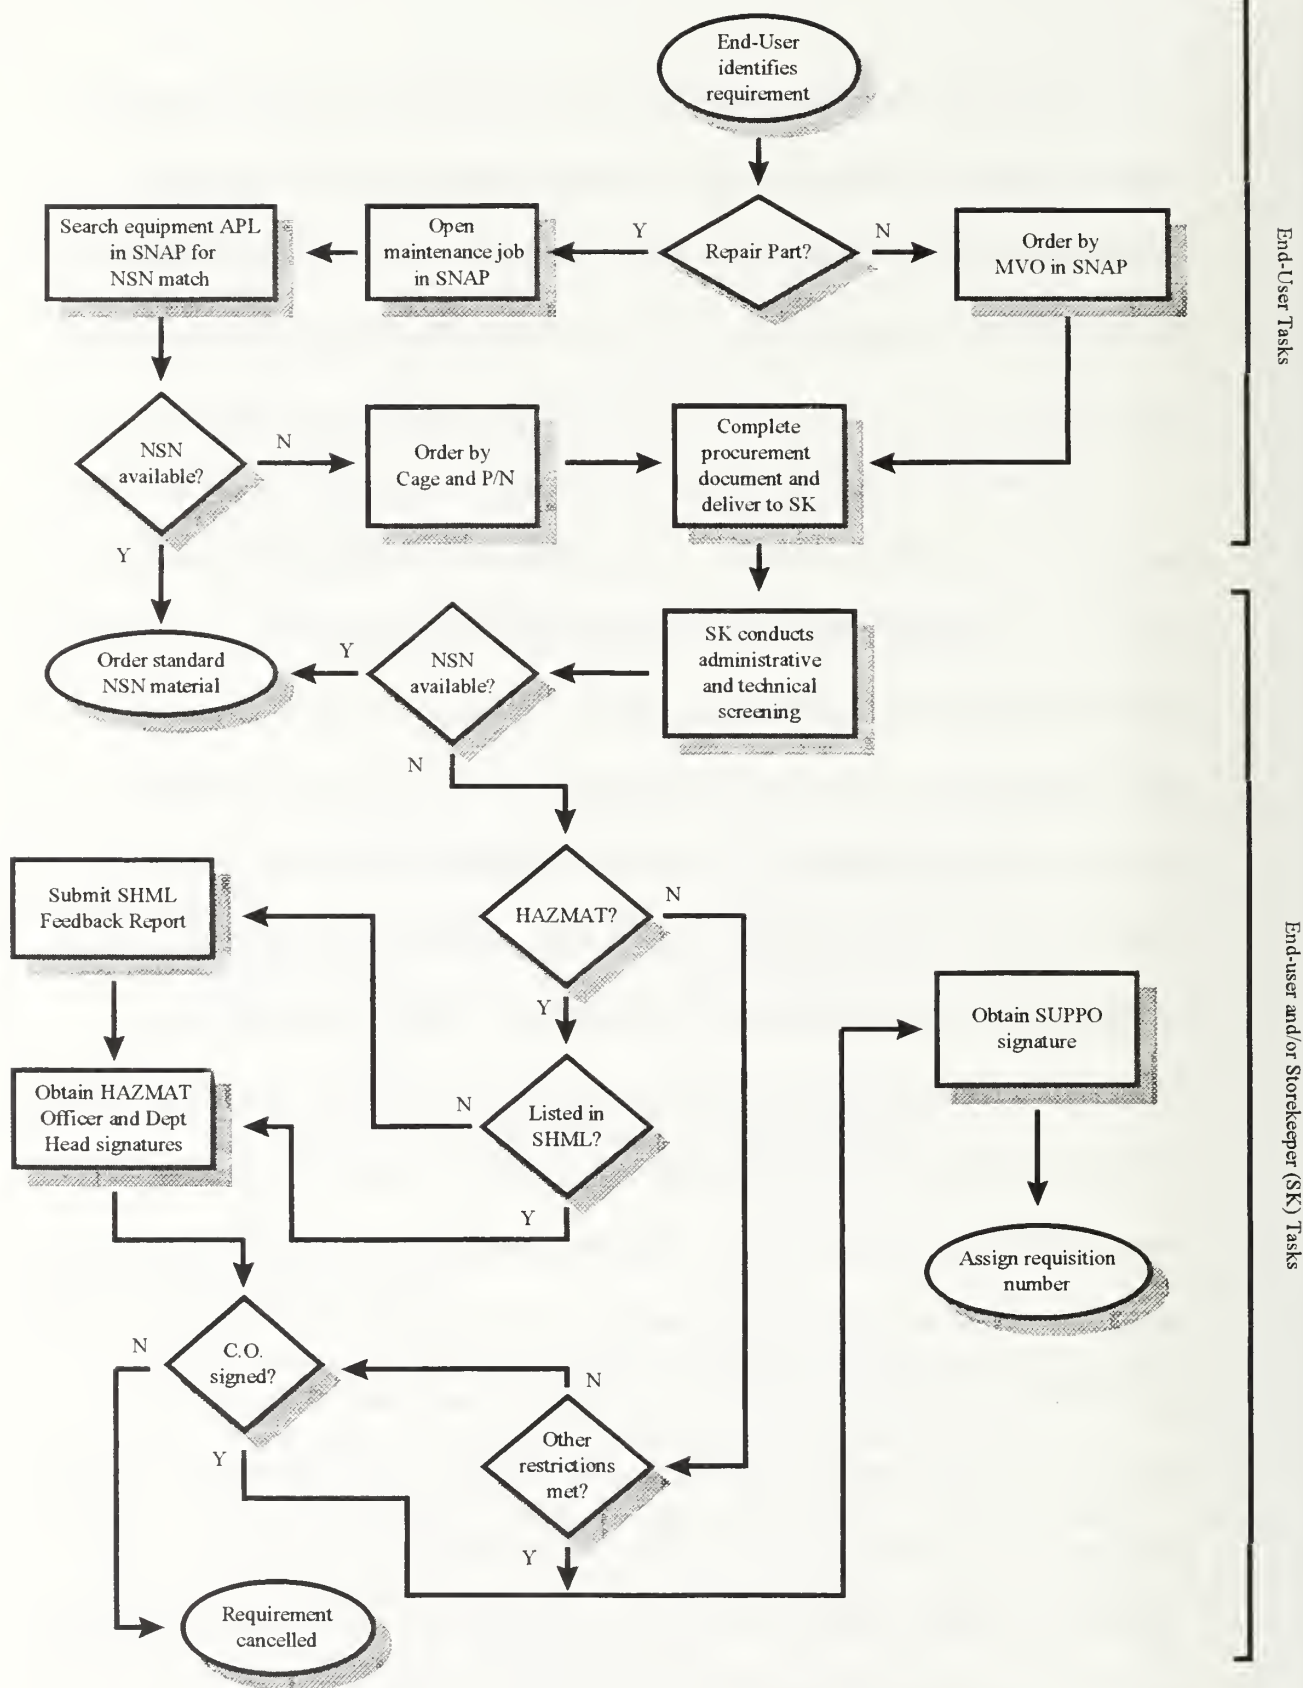 End-User
identifies
requirement
Search equipment APL
in SNAP for
NSN match
Open
maintenance job
in SNAP
Y
Repair Part?
N
Order by
MVO in SNAP
End-User Tasks
NSN
available?
N
Order by
Cage and P/N
Complete
procurement
document and
deliver to SK
Y
Order standard
NSN material
Y
NSN
available?
SK conducts
administrative
and technical
screening
N
Submit SHML
Feedback Report
HAZMAT?
N
Y
Obtain SUPPO
signature
Obtain HAZMAT
Officer and Dept
Head signatures
N
Listed in
SHML?
Y
Assign requisition
number
End-user and/or Storekeeper (SK) Tasks
N
C.O.
signed?
N
Y
Other
restrictions
met?
Y
Requirement
cancelled